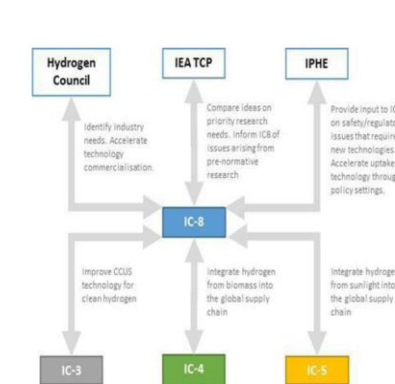 Hydrogen
Council
IEA TCP
IPHE
Identify industry
needs. Accelerate
technology
commercialisation.
Compare ideas on
priority research
needs. Inform IC8 of
issues arising from
pre-normative
research
Provide input to IC
on safety/regulato
issues that require
new technologies
Accelerate uptake
technology throug
policy settings.
IC-8
Improve CCUS
technology for
clean hydrogen
Integrate hydrogen
from biomass into
the global supply
chain
Integrate hydroge
from sunlight into
the global supply
chain
IC-3
IC-4
IC-5